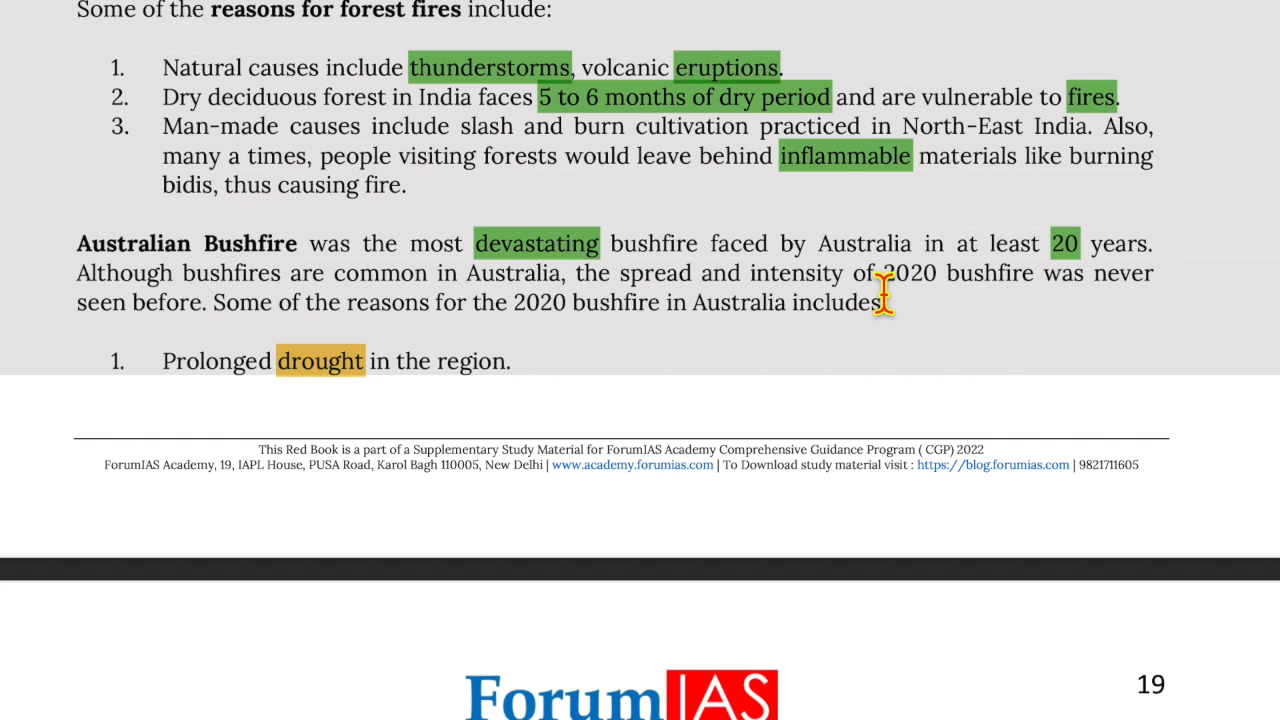 Some of the reasons for forest fires include:
1. Natural causes include thunderstorms, volcanic eruptions.
2. Dry deciduous forest in India faces 5 to 6 months of dry period and are vulnerable to fires.
3. Man-made causes include slash and burn cultivation practiced in North-East India. Also,
many a times, people visiting forests would leave behind inflammable materials like burning
bidis, thus causing fire.
Australian Bushfire was the most devastating bushfire faced by Australia in at least 20 years.
Although bushfires are common in Australia, the spread and intensity of 2020 bushfire was never
seen before. Some of the reasons for the 2020 bushfire in Australia includes
1. Prolonged drought in the region.
This Red Book is a part of a Supplementary Study Material for ForumIAS Academy Comprehensive Guidance Program ( CGP) 2022
ForumIAS Academy, 19, IAPL House, PUSA Road, Karol Bagh 110005, New Delhi | www.academy.forumias.com | To Download study material visit : https://blog.forumias.com | 9821711605
19
Forum IAS